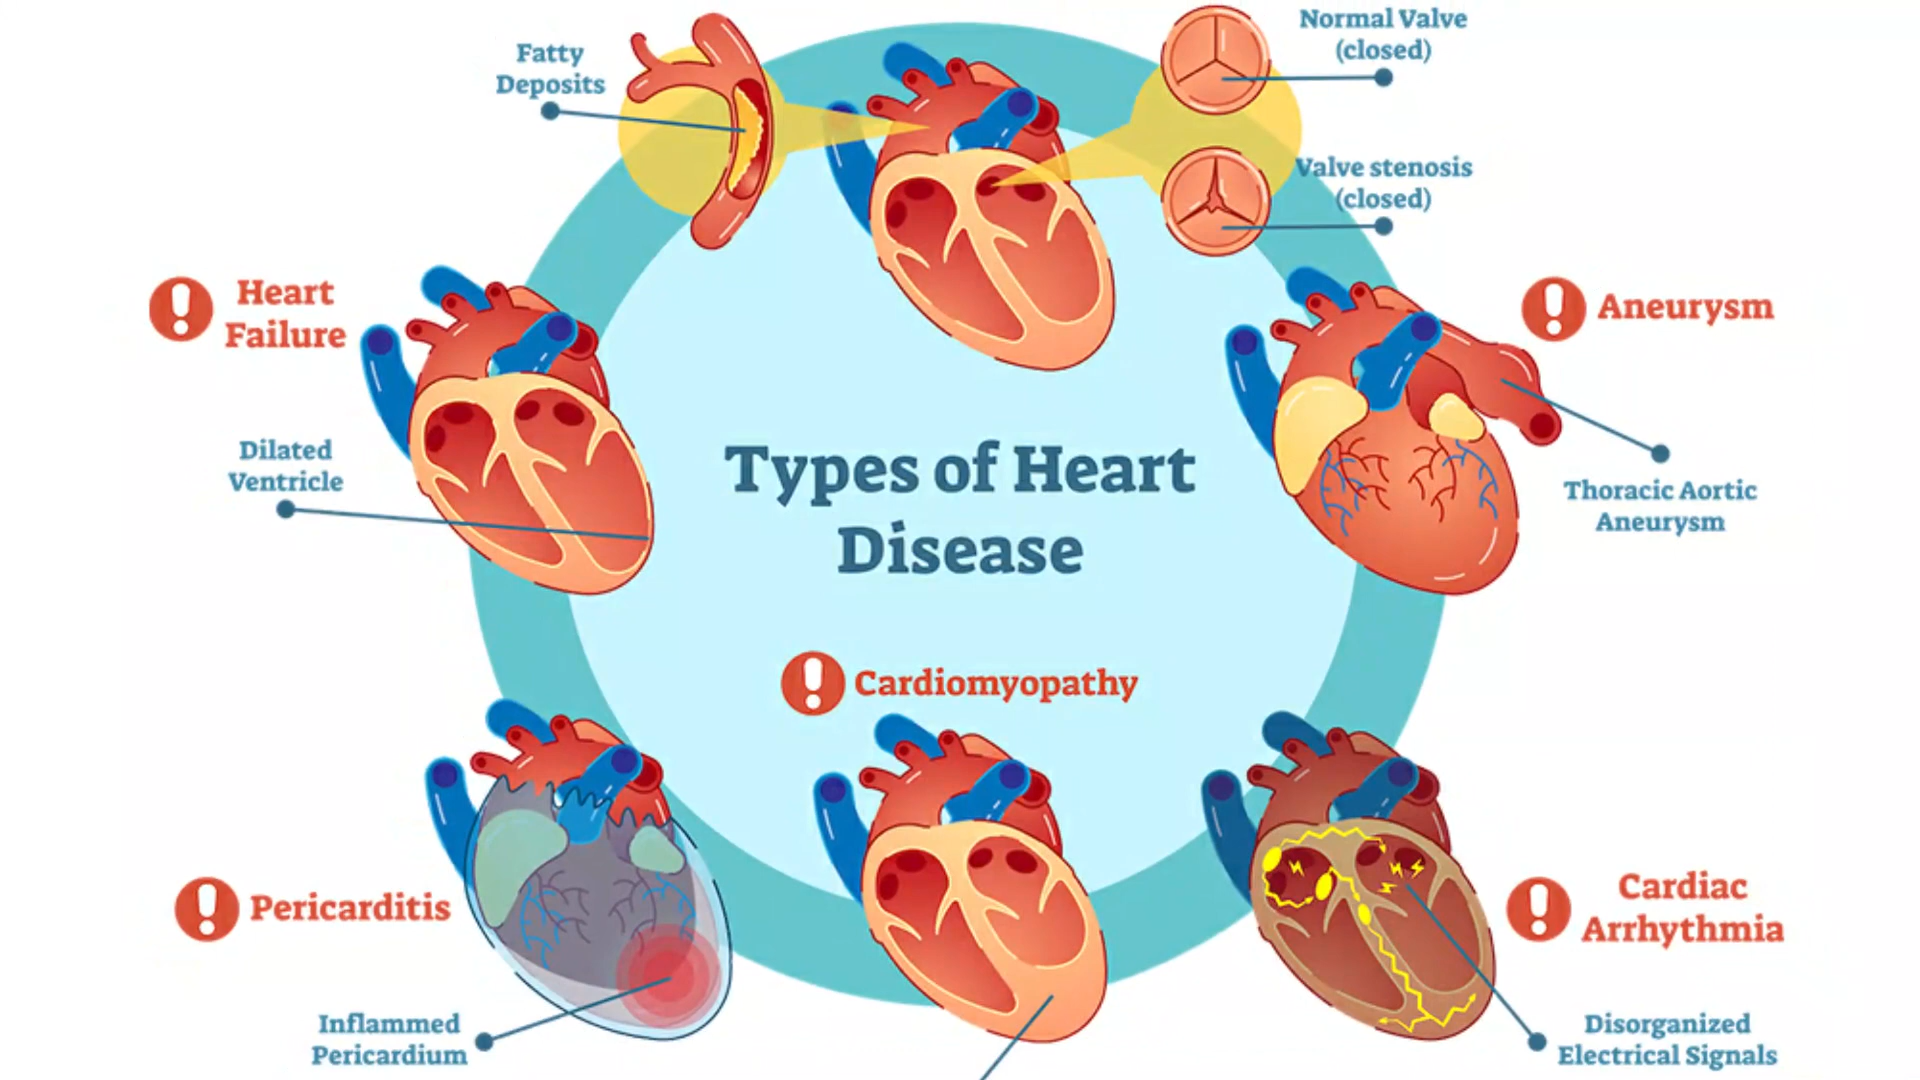 Fatty
Deposits
Normal Valve
(closed)
Valve stenosis
(closed)
Heart
Failure
Aneurysm
Dilated
Ventricle
Types of Heart
Disease
Thoracic Aortic
Aneurysm
Cardiomyopathy
Pericarditis
Cardiac
Arrhythmia
Inflammed
Pericardium
Disorganized
Electrical Signals